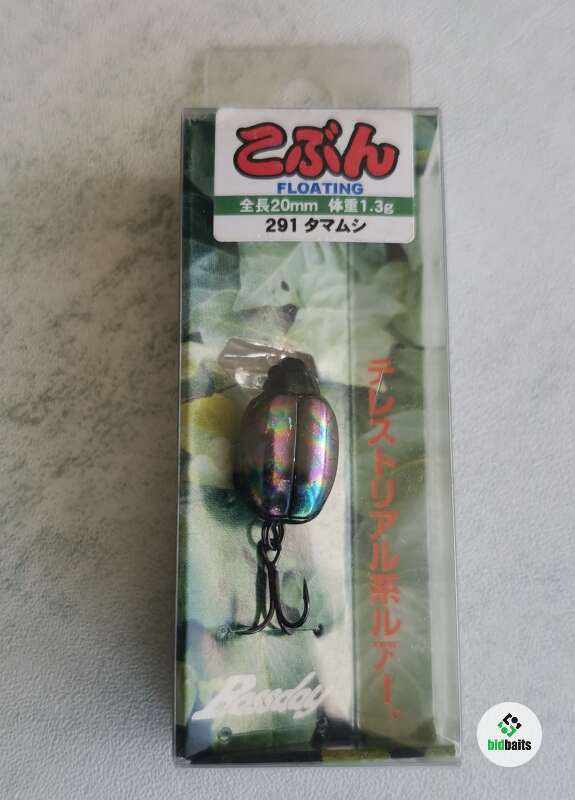 こぶん
FLOATING
全長20mm 体重1.3g
291 タマムシ
テレストリアル系ルアー。
Bassday
bidbaits